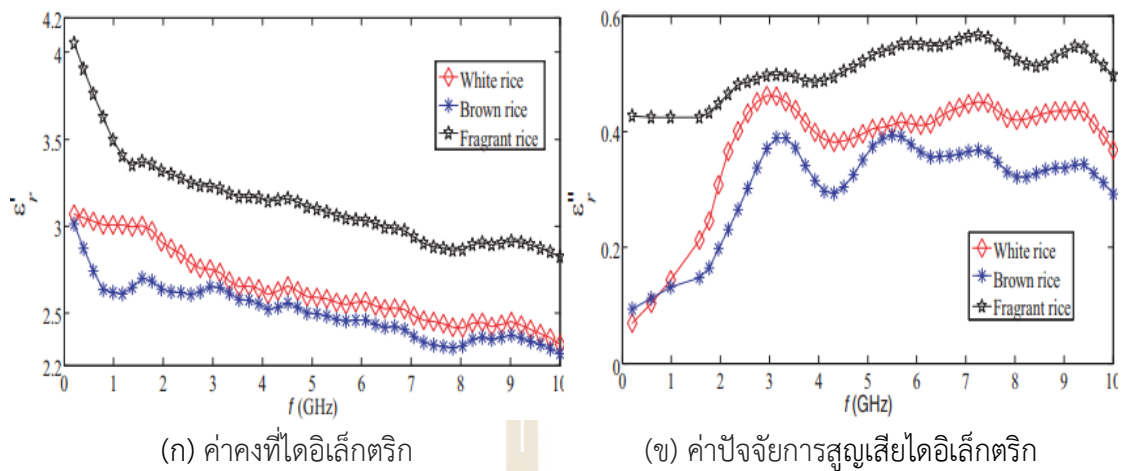 4.2
4
3.5
3
2.5
2.2
ε'r
White rice
Brown rice
Fragrant rice
0 1 2 3 4 5 6 7 8 9 10
f (GHz)
(ก) ค่าคงที่ไดอิเล็กตริก
0.6
0.4
0.2
0
ε''r
White rice
Brown rice
Fragrant rice
0 1 2 3 4 5 6 7 8 9 10
f (GHz)
(ข) ค่าปัจจัยการสูญเสียไดอิเล็กตริก